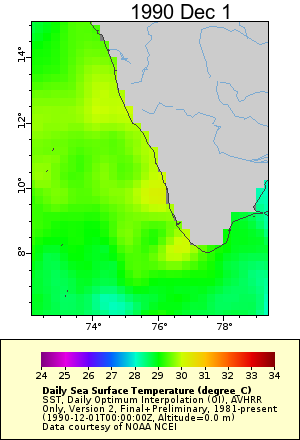 1990 Dec 1
14°
12°
10°
8°
74° 76° 78°
24 25 26 27 28 29 30 31 32 33 34
Daily Sea Surface Temperature (degree_C)
SST, Daily Optimum Interpolation (OI), AVHRR
Only, Version 2, Final+Preliminary, 1981-present
(1990-12-01T00:00:00Z, Altitude=0.0 m)
Data courtesy of NOAA NCEI